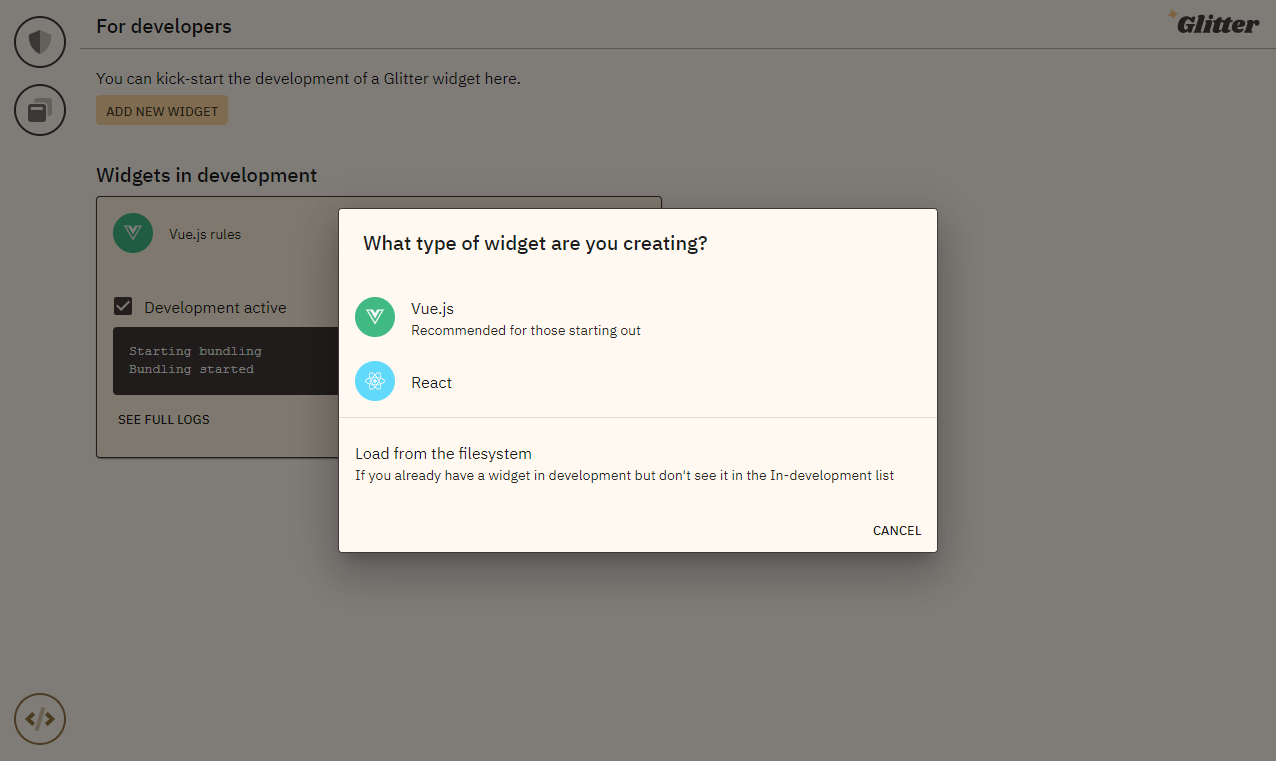 For developers
Glitter
You can kick-start the development of a Glitter widget here.
ADD NEW WIDGET
Widgets in development
Vue.js rules
Development active
Starting bundling
Bundling started
SEE FULL LOGS
What type of widget are you creating?
Vue.js
Recommended for those starting out
React
Load from the filesystem
If you already have a widget in development but don't see it in the In-development list
CANCEL